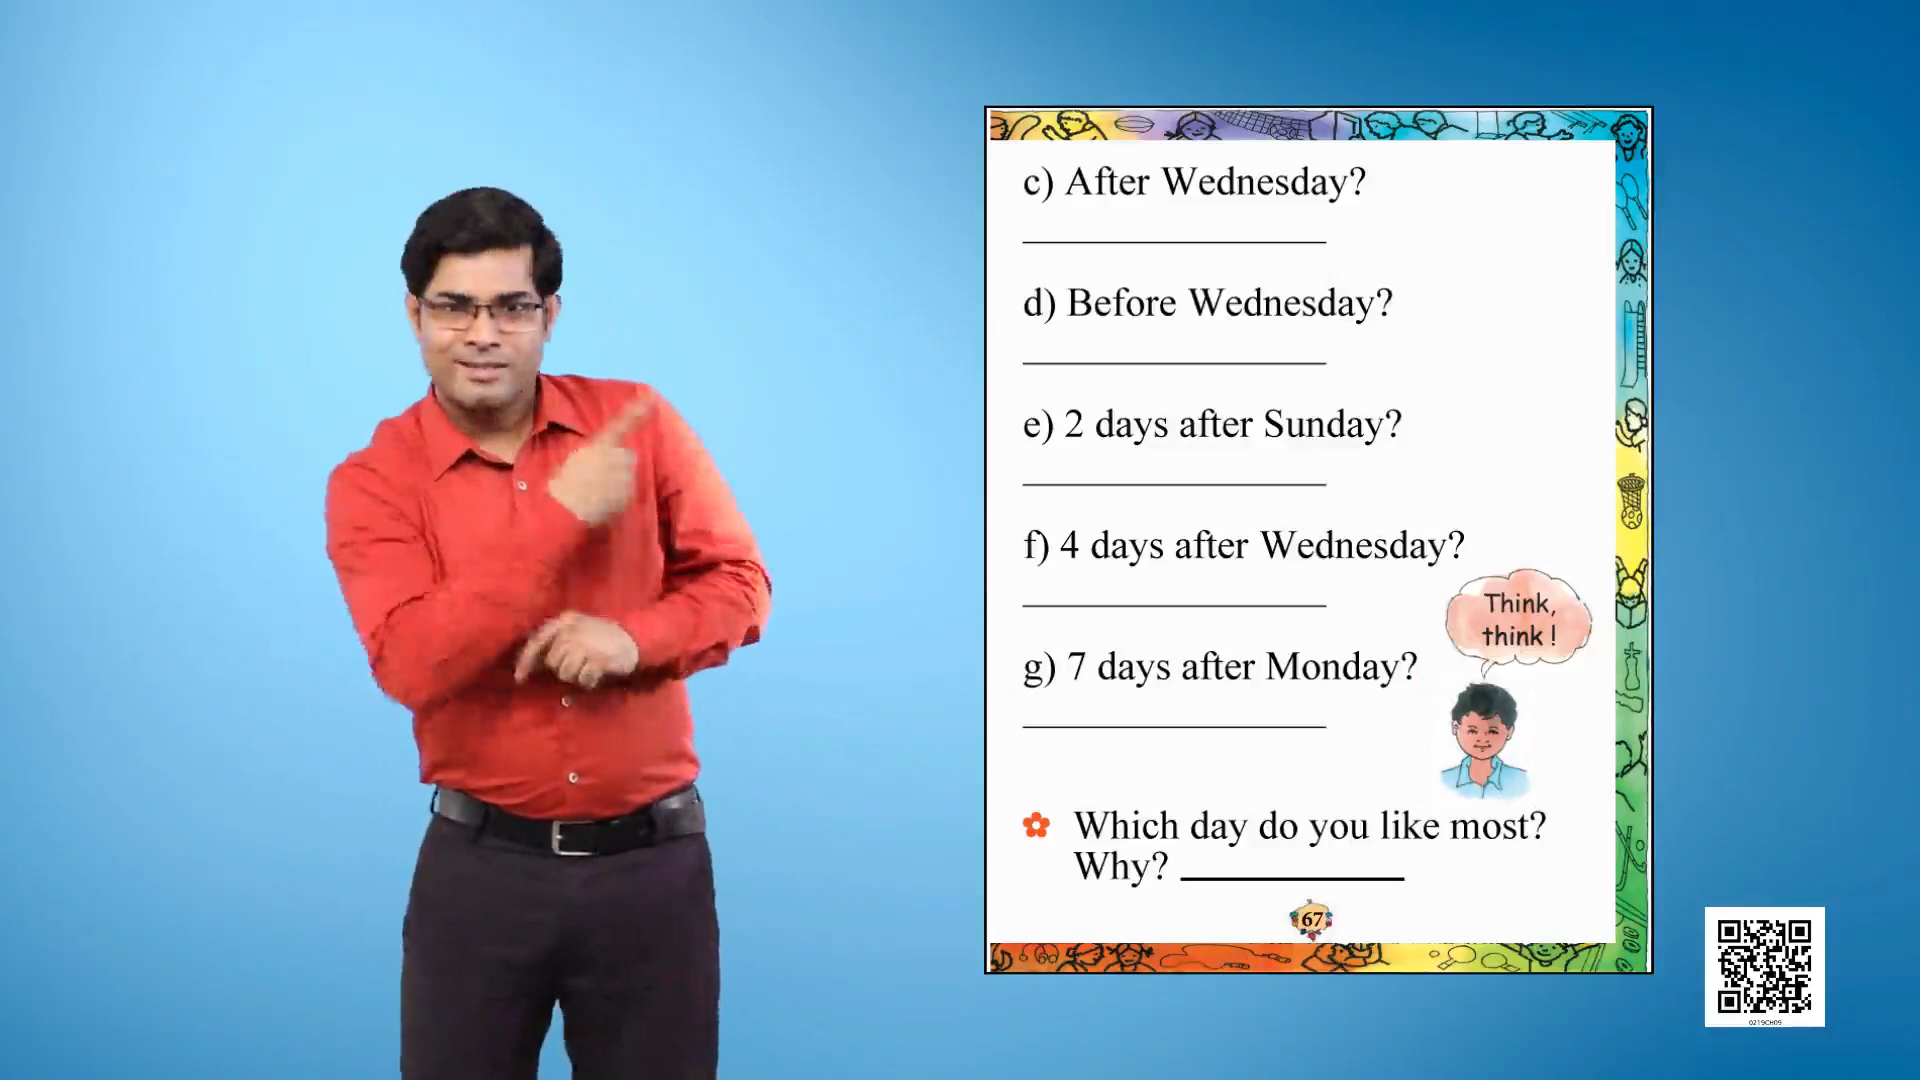 c) After Wednesday?
d) Before Wednesday?
e) 2 days after Sunday?
f) 4 days after Wednesday?
Think,
think !
g) 7 days after Monday?
Which day do you like most?
Why?
67
0219CH09